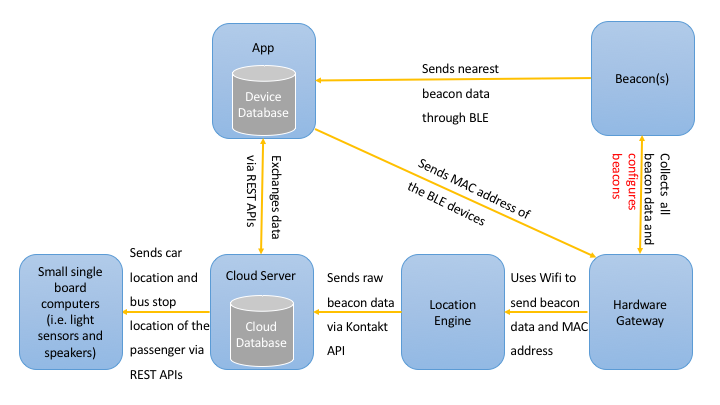 App
Device
Database
Sends nearest
beacon data
through BLE
Beacon(s)
Exchanges data
via REST APIs
Sends MAC address of
the BLE devices
Collects all
beacon data and
configures
beacons
Small single
board
computers
(i.e. light
sensors and
speakers)
Sends car
location and
bus stop
location of the
passenger via
REST APIs
Cloud Server
Cloud
Database
Sends raw
beacon data
via Kontakt
API
Location
Engine
Uses Wifi to
send beacon
data and MAC
address
Hardware
Gateway